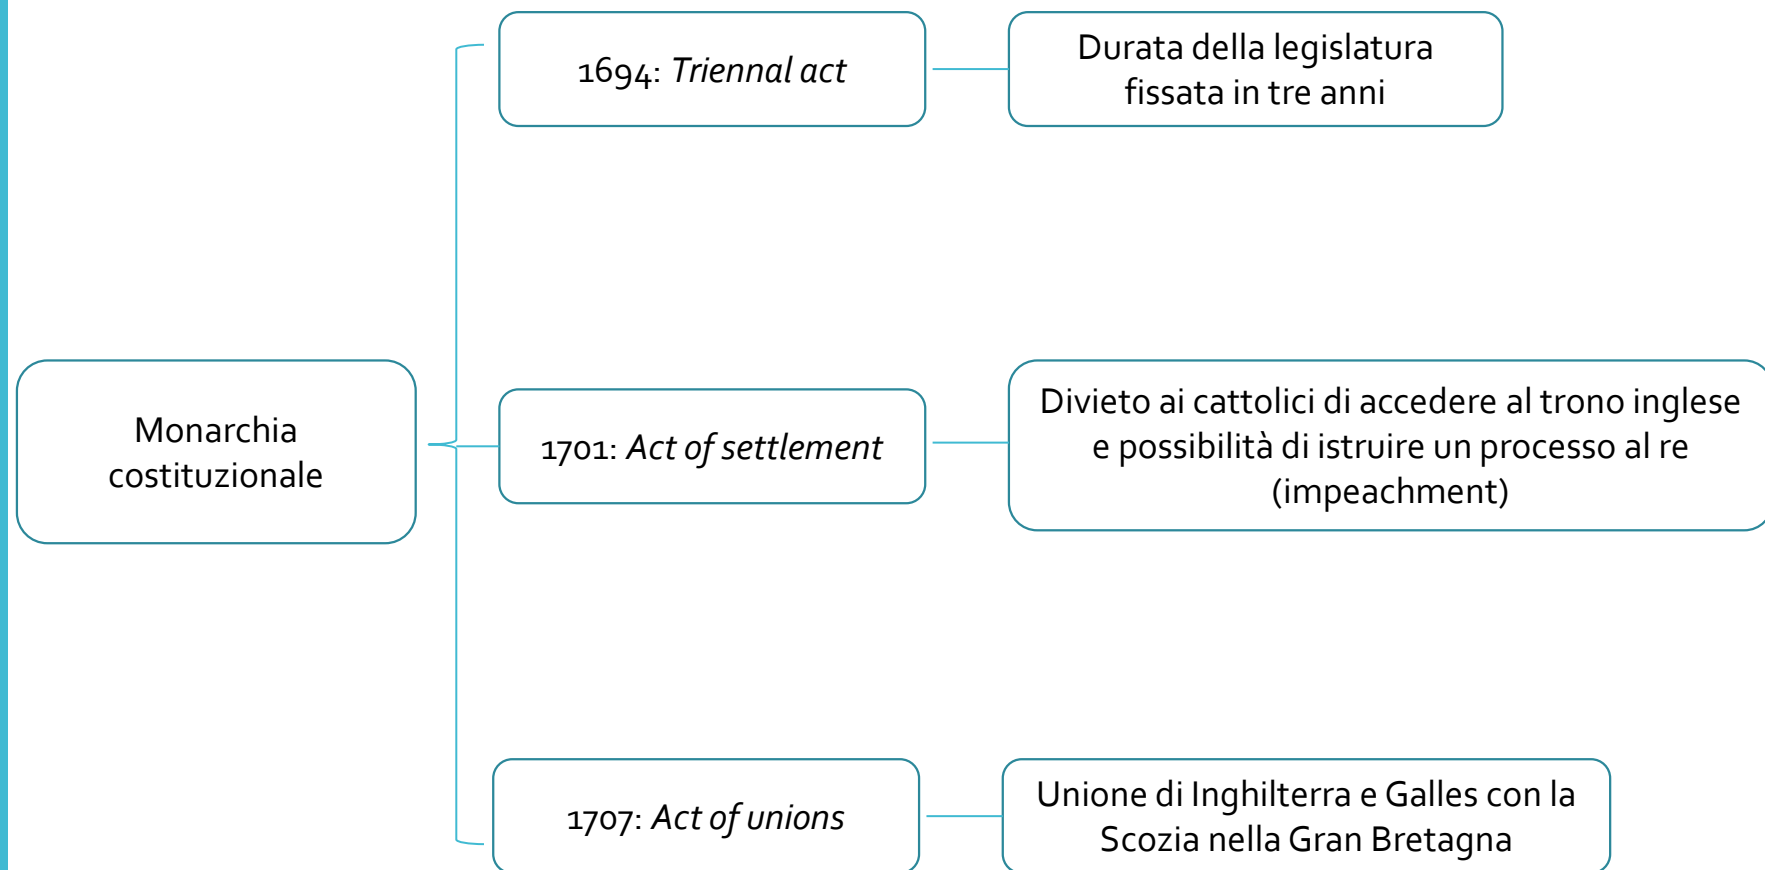 1694: Triennal act
Durata della legislatura
fissata in tre anni
Monarchia
costituzionale
1701: Act of settlement
Divieto ai cattolici di accedere al trono inglese
e possibilità di istruire un processo al re
(impeachment)
1707: Act of unions
Unione di Inghilterra e Galles con la
Scozia nella Gran Bretagna